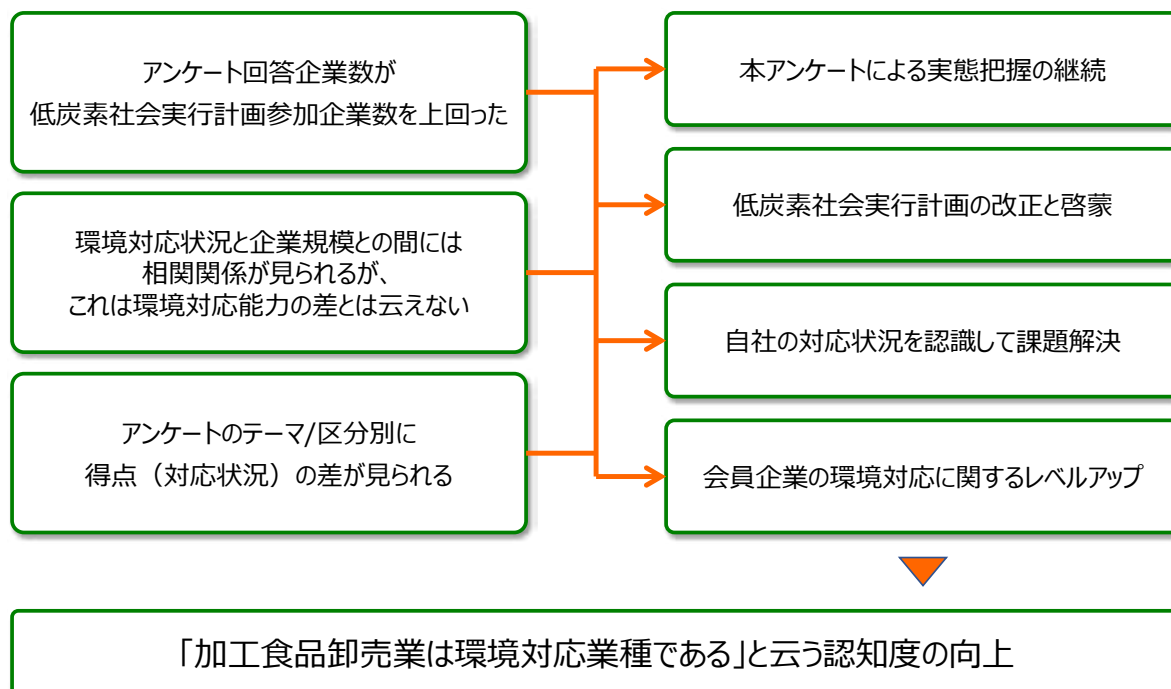 アンケート回答企業数が
低炭素社会実行計画参加企業数を上回った
環境対応状況と企業規模との間には
相関関係が見られるが、
これは環境対応能力の差とは云えない
アンケートのテーマ/区分別に
得点（対応状況）の差が見られる
本アンケートによる実態把握の継続
低炭素社会実行計画の改正と啓蒙
自社の対応状況を認識して課題解決
会員企業の環境対応に関するレベルアップ
「加工食品卸売業は環境対応業種である」と云う認知度の向上